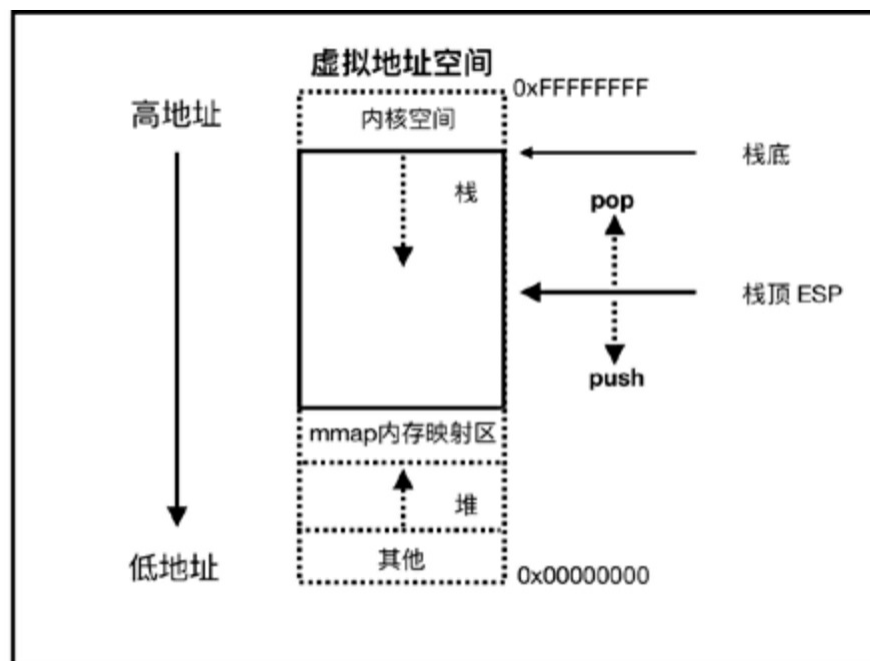 虚拟地址空间
0xFFFFFFFF
高地址
内核空间
栈底
栈
pop
栈顶 ESP
push
mmap内存映射区
堆
其他
低地址
0x00000000